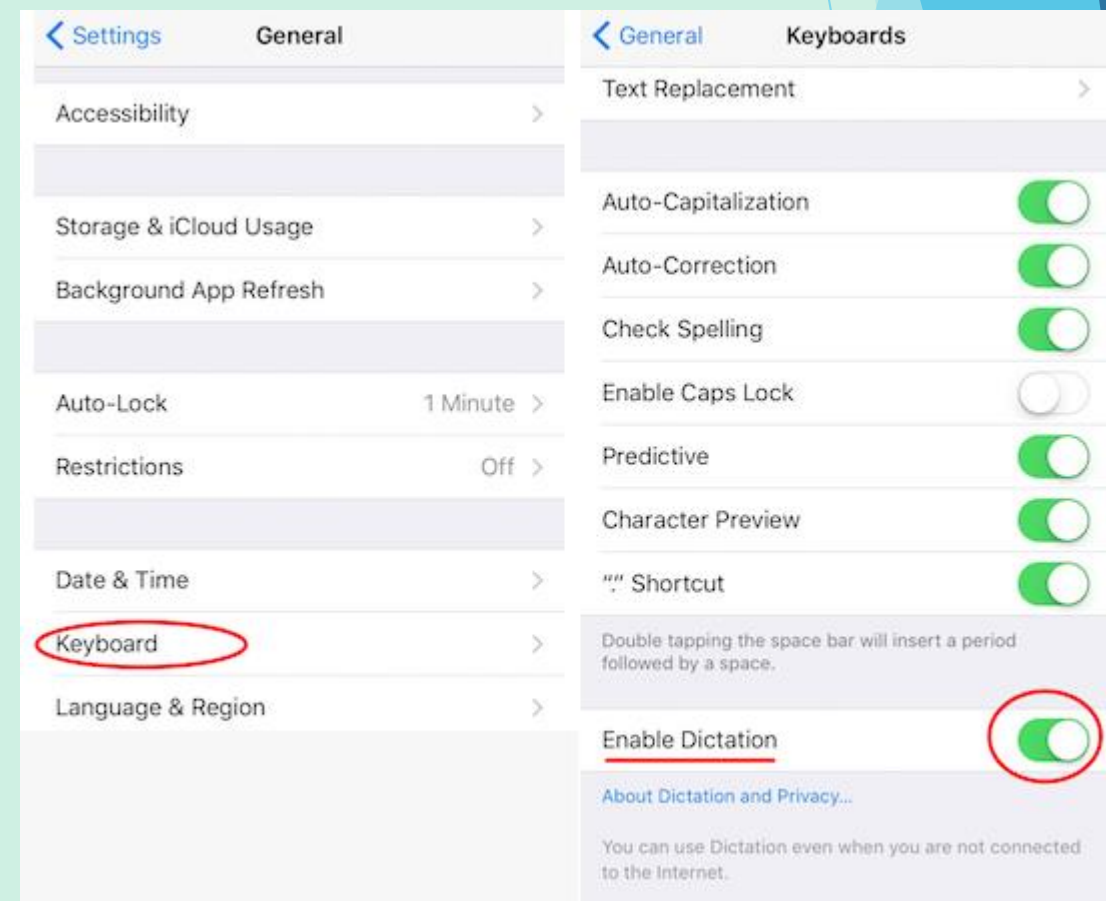 Settings General
Accessibility
Storage & iCloud Usage
Background App Refresh
Auto-Lock 1 Minute
Restrictions Off
Date & Time
Keyboard
Language & Region
General Keyboards
Text Replacement
Auto-Capitalization
Auto-Correction
Check Spelling
Enable Caps Lock
Predictive
Character Preview
“.” Shortcut
Double tapping the space bar will insert a period
followed by a space.
Enable Dictation
About Dictation and Privacy...
You can use Dictation even when you are not connected
to the Internet.